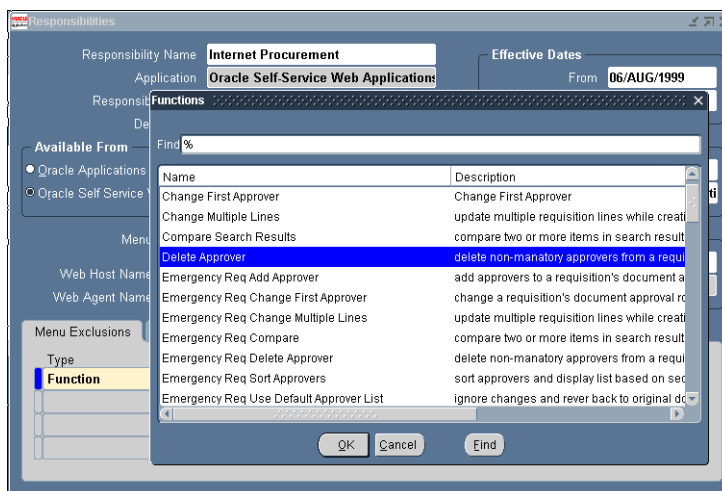 Responsibilities
Responsibility Name Internet Procurement
Effective Dates
Application Oracle Self-Service Web Applications
From 06/AUG/1999
Functions
Available From
Oracle Applications
Oracle Self Service
Menu
Web Host Name
Web Agent Name
Menu Exclusions
Type
Function
Find %
Name Description
Change First Approver Change First Approver
Change Multiple Lines update multiple requisition lines while creati
Compare Search Results compare two or more items in search result
Delete Approver delete non-manatory approvers from a requi
Emergency Req Add Approver add approvers to a requisition's document a
Emergency Req Change First Approver change a requisition's document approval ro
Emergency Req Change Multiple Lines update multiple requisition lines while creati
Emergency Req Compare compare two or more items in search result
Emergency Req Delete Approver delete non-manatory approvers from a requi
Emergency Req Sort Approvers sort approvers and display list based on sec
Emergency Req Use Default Approver List ignore changes and rever back to original do
OK Cancel Find